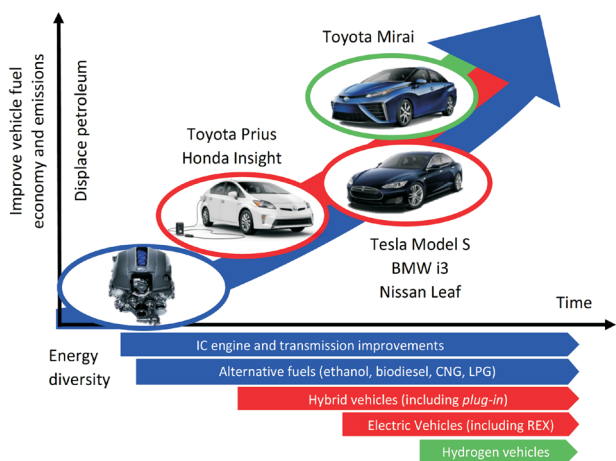 Toyota Mirai
Improve vehicle fuel
economy and emissions
Displace petroleum
Toyota Prius
Honda Insight
Tesla Model S
BMW i3
Nissan Leaf
Time
Energy
diversity
IC engine and transmission improvements
Alternative fuels (ethanol, biodiesel, CNG, LPG)
Hybrid vehicles (including plug-in)
Electric Vehicles (including REX)
Hydrogen vehicles